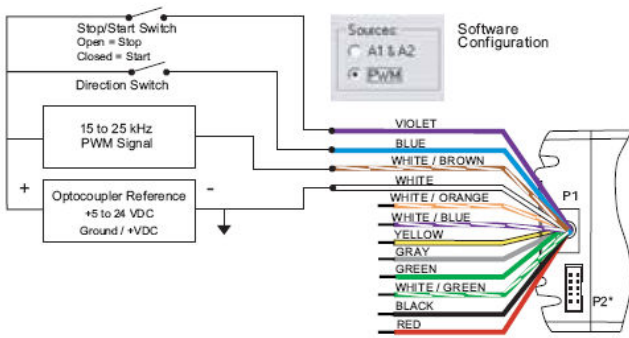 Stop/Start Switch
Open = Stop
Closed = Start
Direction Switch
15 to 25 kHz
PWM Signal
+ Optocoupler Reference -
+5 to 24 VDC
Ground / +VDC
Sources:
A1 & A2
PWM
Software
Configuration
VIOLET
BLUE
WHITE / BROWN
WHITE
WHITE / ORANGE
WHITE / BLUE
YELLOW
GRAY
GREEN
WHITE / GREEN
BLACK
RED
P1
P2*